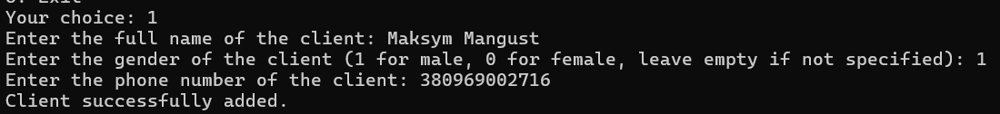 Your choice: 1
Enter the full name of the client: Maksym Mangust
Enter the gender of the client (1 for male, 0 for female, leave empty if not specified): 1
Enter the phone number of the client: 380969002716
Client successfully added.